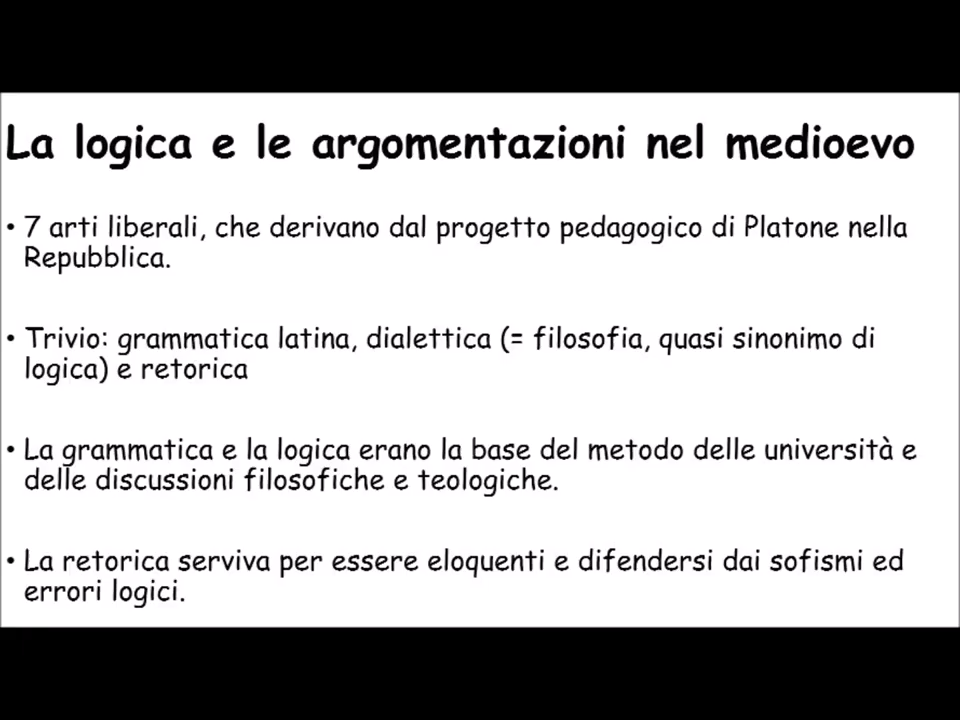 La logica e le argomentazioni nel medioevo
• 7 arti liberali, che derivano dal progetto pedagogico di Platone nella
Repubblica.
• Trivio: grammatica latina, dialettica (= filosofia, quasi sinonimo di
logica) e retorica
• La grammatica e la logica erano la base del metodo delle università e
delle discussioni filosofiche e teologiche.
• La retorica serviva per essere eloquenti e difendersi dai sofismi ed
errori logici.